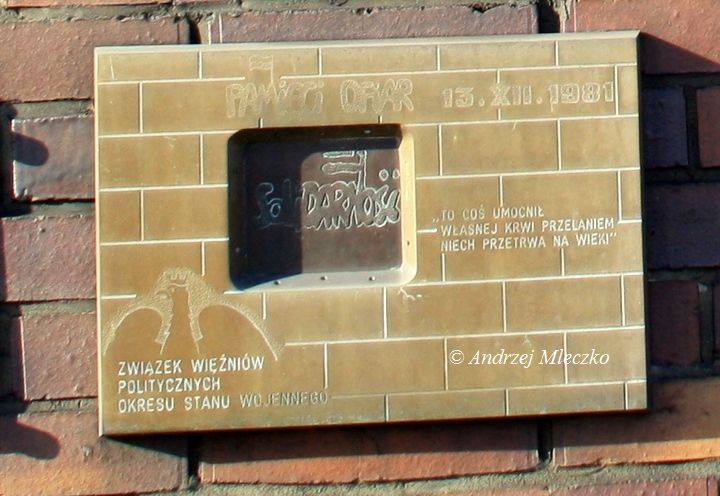 PAMIĘCI OFIAR 13.XII.1981
SOLIDARNOŚĆ
„TO COŚ UMOCNIŁ
WŁASNEJ KRWI PRZELANIEM
NIECH PRZETRWA NA WIEKI”
ZWIĄZEK WIĘŹNIÓW
POLITYCZNYCH
OKRESU STANU WOJENNEGO
© Andrzej Mleczko